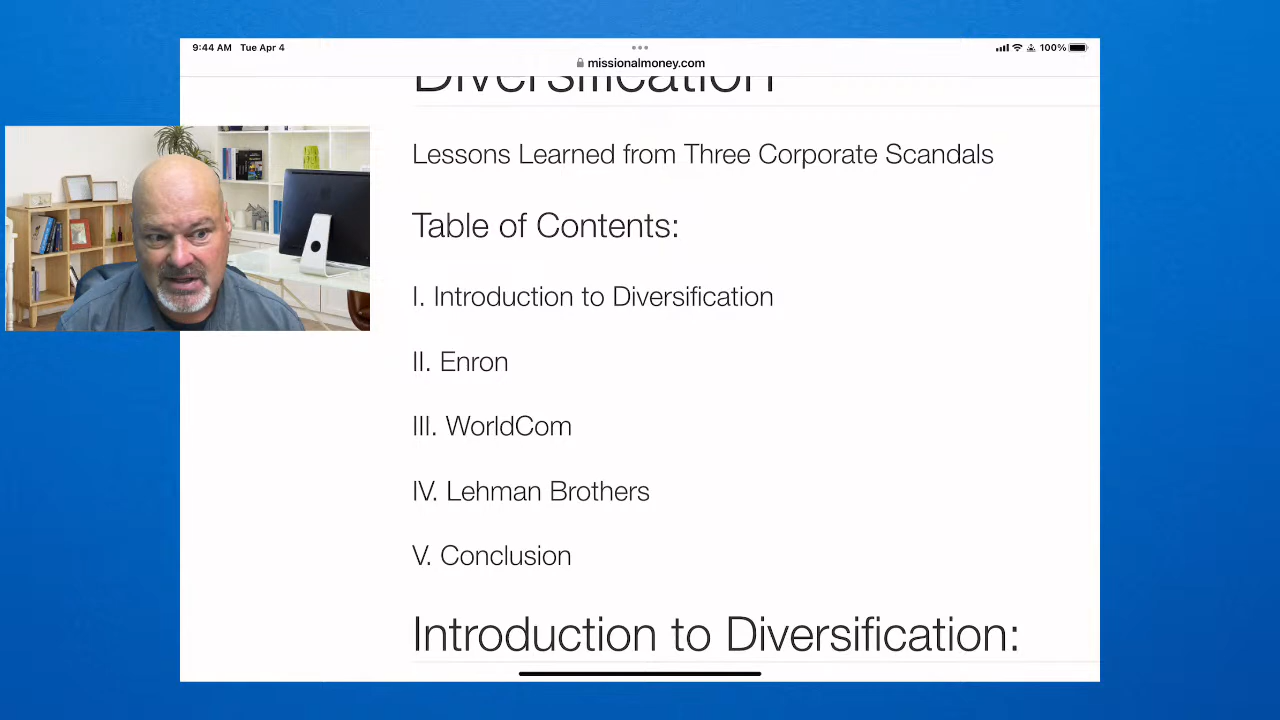 9:44 AM Tue Apr 4
100%
missionalmoney.com
Diversification
Lessons Learned from Three Corporate Scandals
Table of Contents:
I. Introduction to Diversification
II. Enron
III. WorldCom
IV. Lehman Brothers
V. Conclusion
Introduction to Diversification: